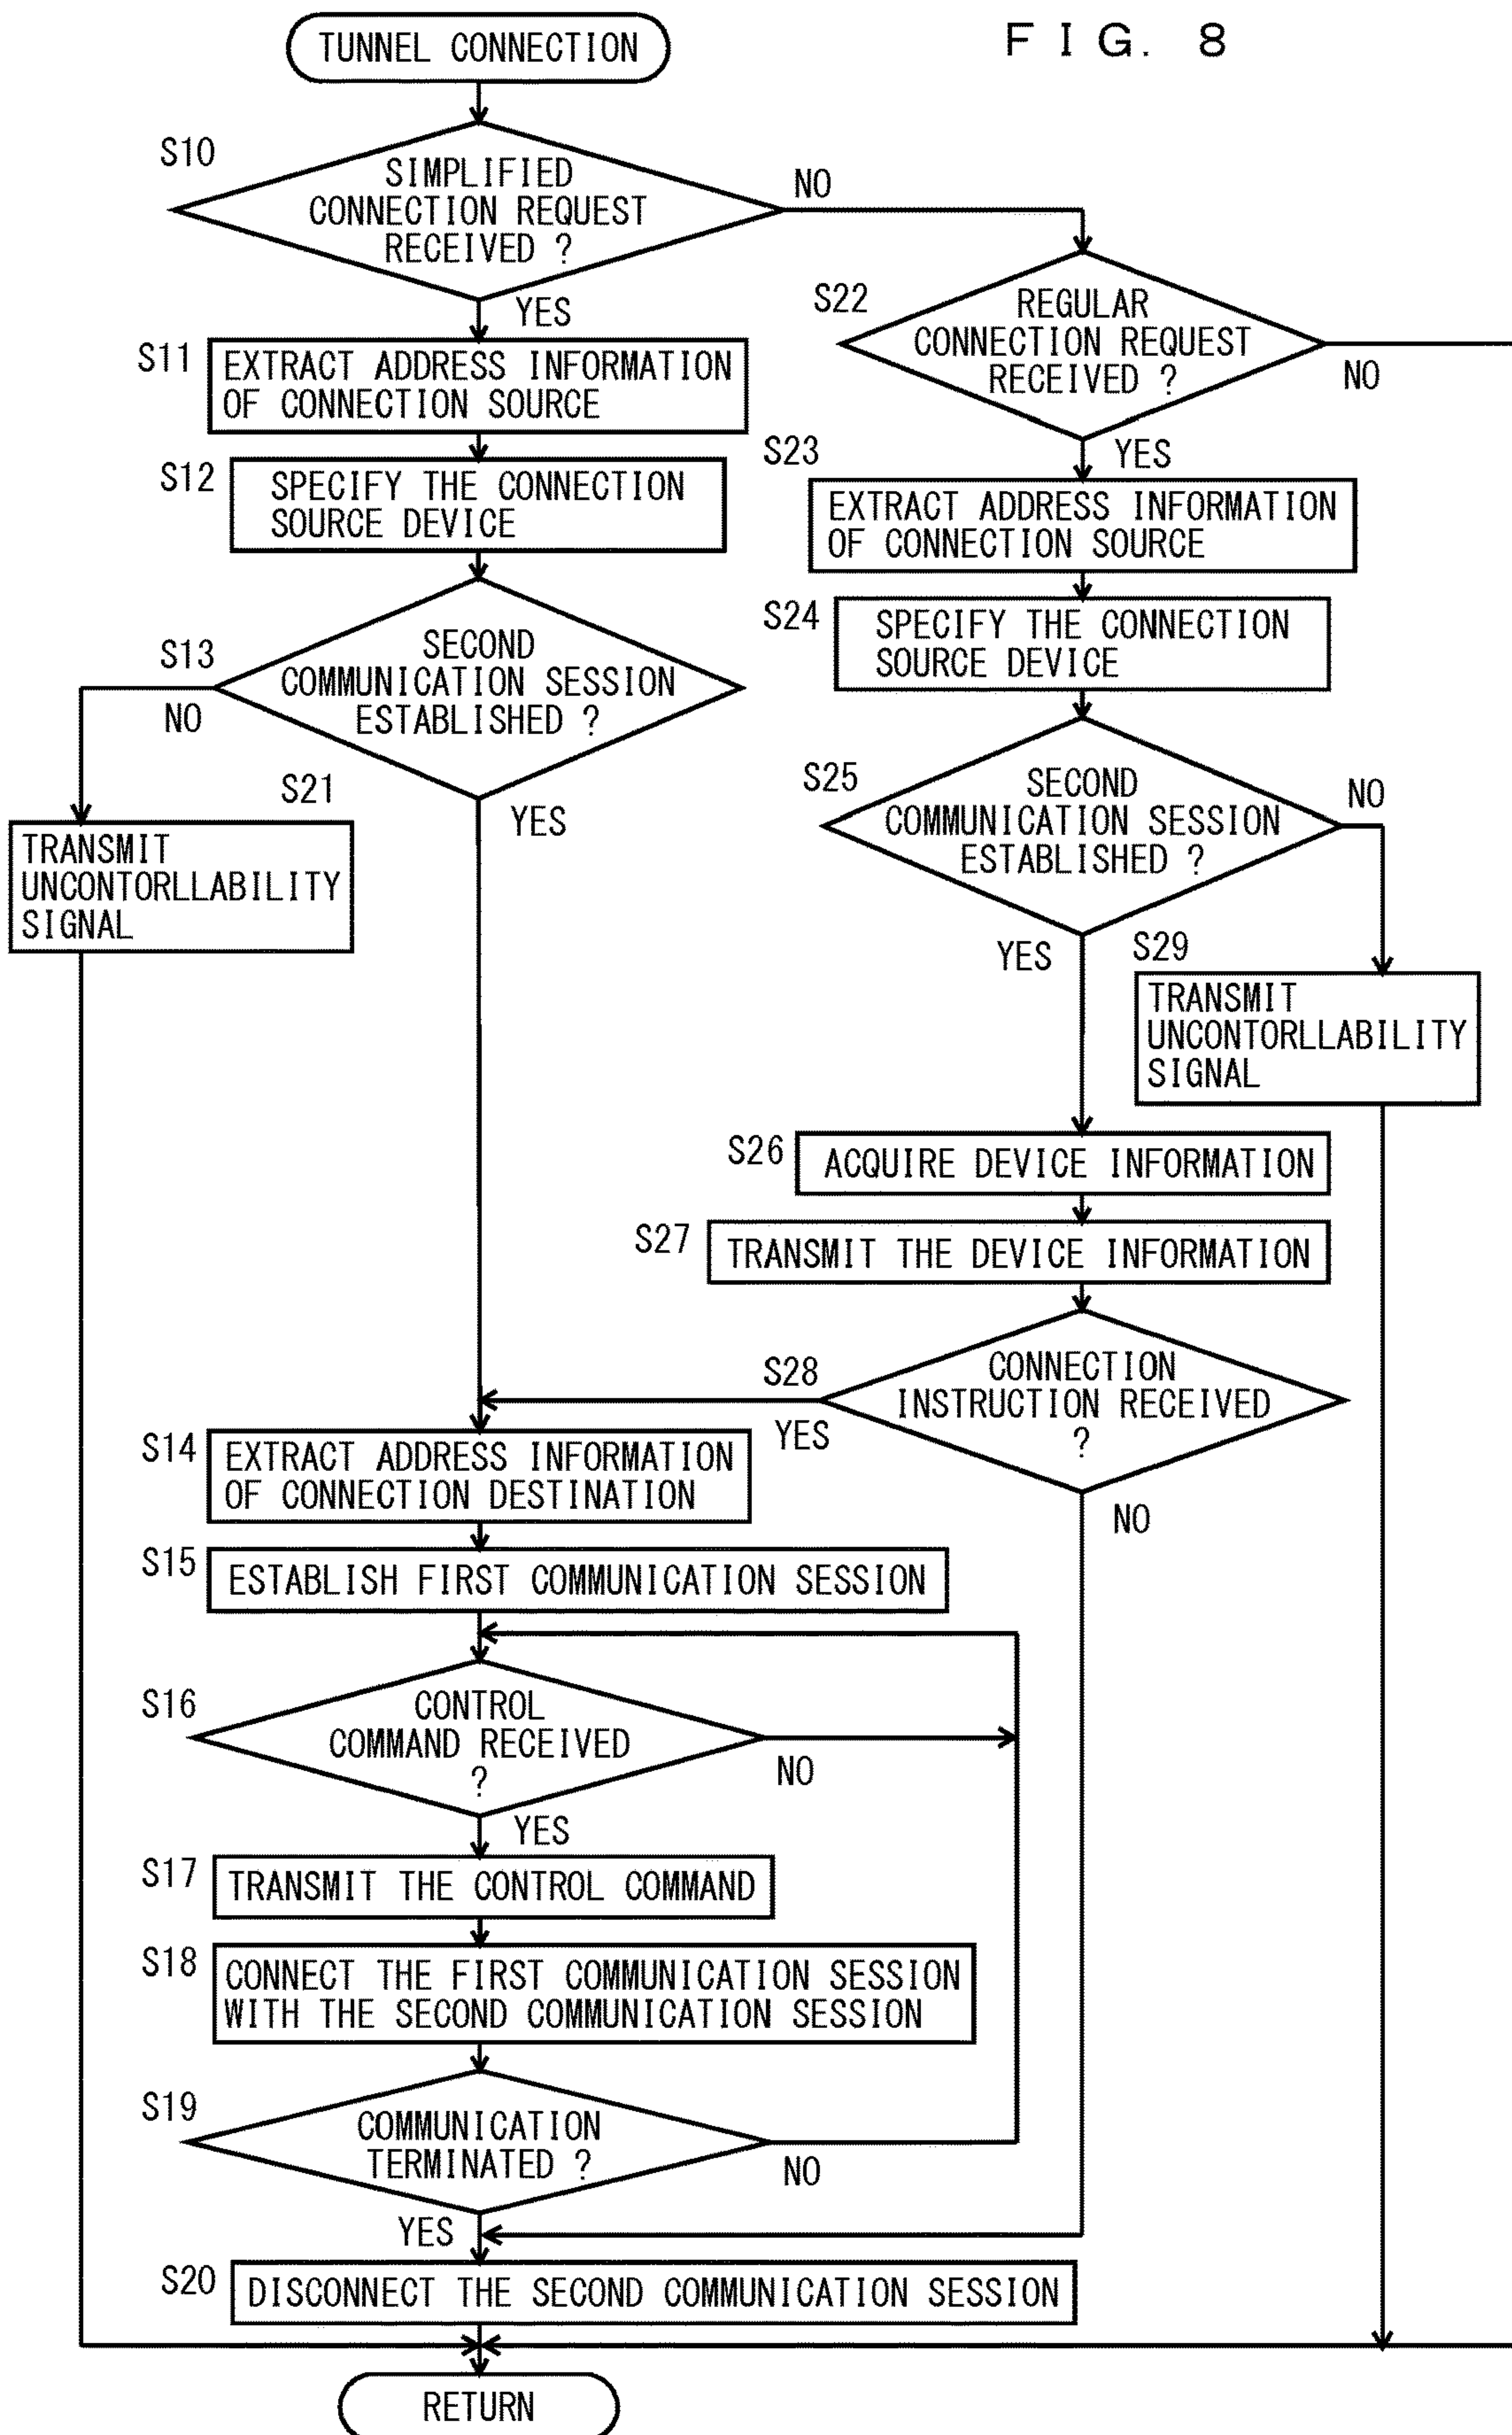 FIG. 8
TUNNEL CONNECTION
S10
SIMPLIFIED
CONNECTION REQUEST
RECEIVED ?
NO
YES
S11
EXTRACT ADDRESS INFORMATION
OF CONNECTION SOURCE
S12
SPECIFY THE CONNECTION
SOURCE DEVICE
S13
SECOND
COMMUNICATION SESSION
ESTABLISHED ?
NO
YES
S21
TRANSMIT
UNCONTORLLABILITY
SIGNAL
S22
REGULAR
CONNECTION REQUEST
RECEIVED ?
NO
YES
S23
EXTRACT ADDRESS INFORMATION
OF CONNECTION SOURCE
S24
SPECIFY THE CONNECTION
SOURCE DEVICE
S25
SECOND
COMMUNICATION SESSION
ESTABLISHED ?
NO
YES
S29
TRANSMIT
UNCONTORLLABILITY
SIGNAL
S26
ACQUIRE DEVICE INFORMATION
S27
TRANSMIT THE DEVICE INFORMATION
S28
CONNECTION
INSTRUCTION RECEIVED
?
YES
NO
S14
EXTRACT ADDRESS INFORMATION
OF CONNECTION DESTINATION
S15
ESTABLISH FIRST COMMUNICATION SESSION
S16
CONTROL
COMMAND RECEIVED
?
NO
YES
S17
TRANSMIT THE CONTROL COMMAND
S18
CONNECT THE FIRST COMMUNICATION SESSION
WITH THE SECOND COMMUNICATION SESSION
S19
COMMUNICATION
TERMINATED ?
NO
YES
S20
DISCONNECT THE SECOND COMMUNICATION SESSION
RETURN